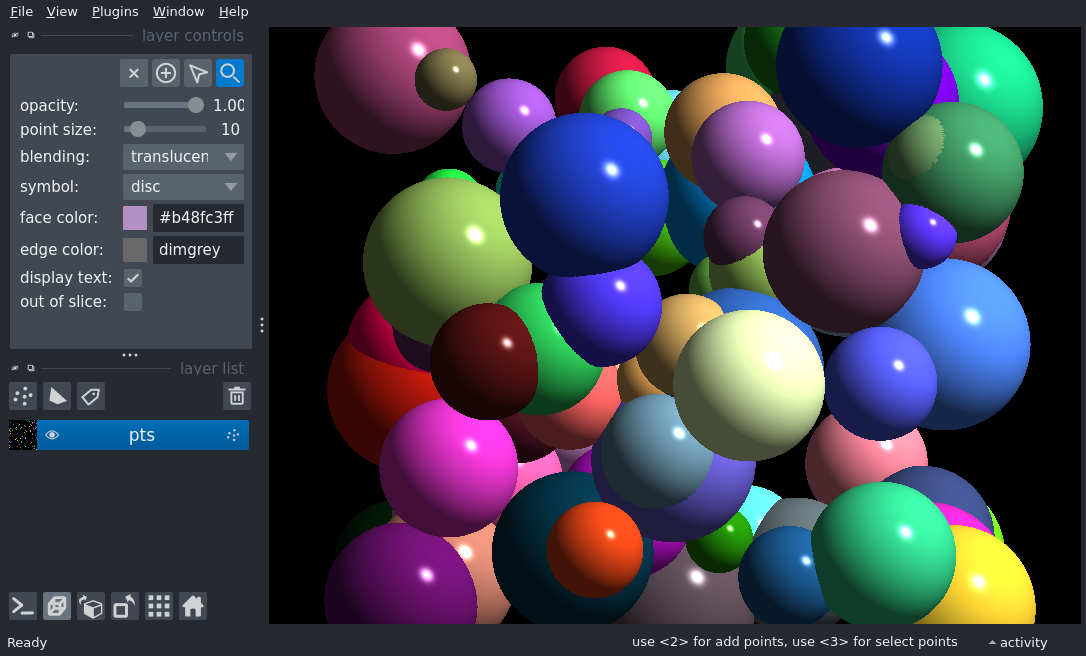 File View Plugins Window Help
layer controls
opacity: 1.00
point size: 10
blending: translucen
symbol: disc
face color: #b48fc3ff
edge color: dimgrey
display text:
out of slice:
layer list
pts
Ready
use <2> for add points, use <3> for select points
activity